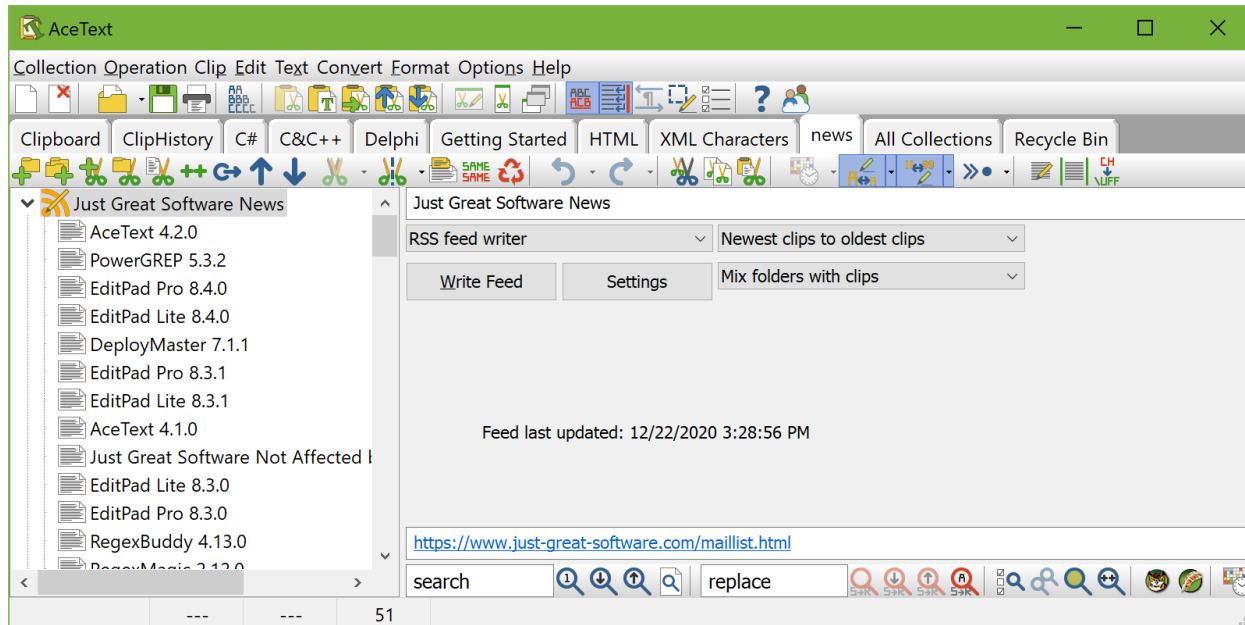 AceText
Collection Operation Clip Edit Text Convert Format Options Help
Clipboard ClipHistory C# C&C++ Delphi Getting Started HTML XML Characters news All Collections Recycle Bin
Just Great Software News
AceText 4.2.0
PowerGREP 5.3.2
EditPad Pro 8.4.0
EditPad Lite 8.4.0
DeployMaster 7.1.1
EditPad Pro 8.3.1
EditPad Lite 8.3.1
AceText 4.1.0
Just Great Software Not Affected
EditPad Lite 8.3.0
EditPad Pro 8.3.0
RegexBuddy 4.13.0
Just Great Software News
RSS feed writer Newest clips to oldest clips
Write Feed Settings Mix folders with clips
Feed last updated: 12/22/2020 3:28:56 PM
https://www.just-great-software.com/maillist.html
search replace
--- --- 51